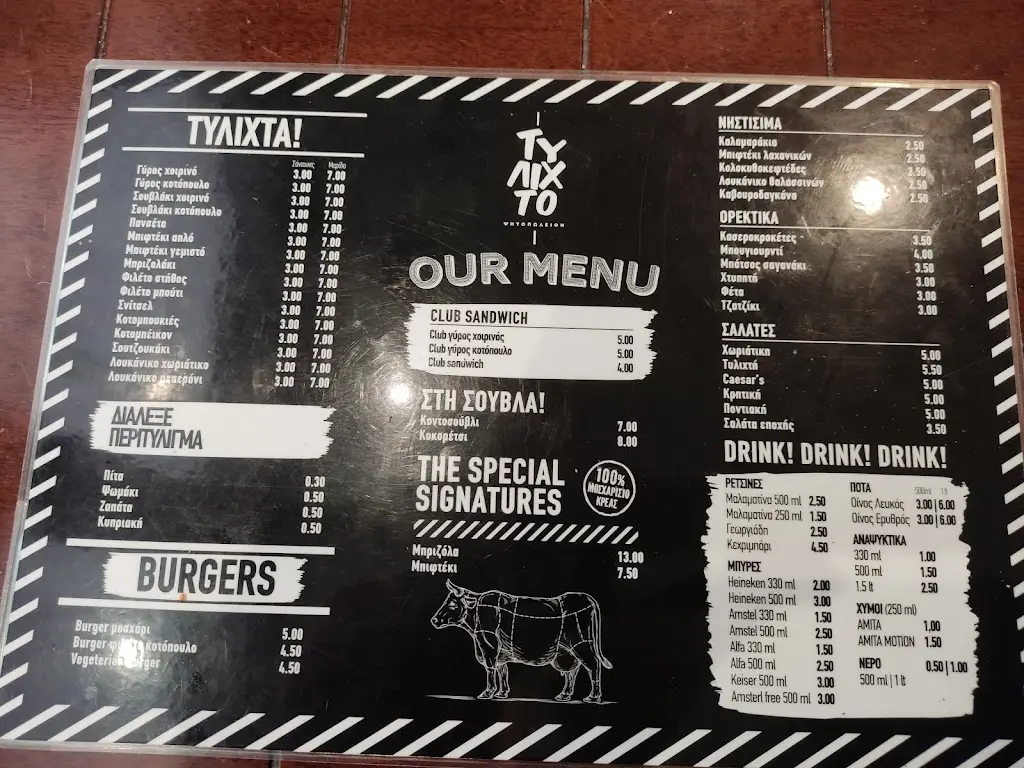 ΤΥΛΙΧΤΑ!
Σάντουιτς Μερίδα
Γύρος χοιρινό 3.00 7.00
Γύρος κοτόπουλο 3.00 7.00
Σουβλάκι χοιρινό 3.00 7.00
Σουβλάκι κοτόπουλο 3.00 7.00
Πανσέτα 3.00 7.00
Μπιφτέκι απλό 3.00 7.00
Μπιφτέκι γεμιστό 3.00 7.00
Μπριζολάκι 3.00 7.00
Φιλέτο στήθος 3.00 7.00
Φιλέτο μπούτι 3.00 7.00
Σνίτσελ 3.00 7.00
Κοτομπουκιές 3.00 7.00
Κοτομπέικον 3.00 7.00
Σουτζουκάκι 3.00 7.00
Λουκάνικο χωριάτικο 3.00 7.00
Λουκάνικο πεπερόνι 3.00 7.00
ΔΙΑΛΕΞΕ
ΠΕΡΙΤΥΛΙΓΜΑ
Πίτα 0.30
Ψωμάκι 0.50
Ζαπάτα 0.50
Κυπριακή 0.50
BURGERS
Burger μοσχάρι 5.00
Burger φιλέτο κοτόπουλο 4.50
Vegeterian burger 4.50
ΤΥ
ΛΙΧ
ΤΟ
ΨΗΤΟΠΩΛΕΙΟΝ
OUR MENU
CLUB SANDWICH
Club γύρος χοιρινός 5.00
Club γύρος κοτόπουλο 5.00
Club sanώwich 4.00
ΣΤΗ ΣΟΥΒΛΑ!
Κοντοσούβλι 7.00
Κοκορέτσι 8.00
THE SPECIAL
SIGNATURES
100%
ΜΟΣΧΑΡΙΣΙΟ
ΚΡΕΑΣ
Μπριζόλα 13.00
Μπιφτέκι 7.50
ΝΗΣΤΙΣΙΜΑ
Καλαμαράκια 2.50
Μπιφτέκι λαχανικών 2.50
Κολοκυθοκεφτέδες 2.50
Λουκάνικο θαλασσινών 2.50
Καβουροδαγκάνα 2.50
ΟΡΕΚΤΙΚΑ
Κασεροκροκέτες 3.50
Μπουγιουρντί 4.00
Μπάτσος σαγανάκι 3.50
Χτυπητή 3.00
Φέτα 3.00
Τζατζίκι 3.00
ΣΑΛΑΤΕΣ
Χωριάτικη 5.00
Τυλιχτή 5.50
Caesar's 5.00
Κρητική 5.00
Ποντιακή 5.00
Σαλάτα εποχής 3.50
DRINK! DRINK! DRINK!
ΡΕΤΣΙΝΕΣ
Μαλαματίνα 500 ml 2.50
Μαλαματίνα 250 ml 1.50
Γεωργιάδη 2.50
Κεχριμπάρι 4.50
ΜΠΥΡΕΣ
Heineken 330 ml 2.00
Heineken 500 ml 3.00
Amstel 330 ml 1.50
Amstel 500 ml 2.50
Alfa 330 ml 1.50
Alfa 500 ml 2.50
Keiser 500 ml 3.00
Amsterl free 500 ml 3.00
ΠΟΤΑ 500ml 1 lt
Οίνος Λευκός 3.00 | 6.00
Οίνος Ερυθρός 3.00 | 6.00
ΑΝΑΨΥΚΤΙΚΑ
330 ml 1.00
500 ml 1.50
1.5 lt 2.50
ΧΥΜΟΙ (250 ml)
ΑΜΙΤΑ 1.00
ΑΜΙΤΑ MOTION 1.50
ΝΕΡΟ 0.50 | 1.00
500 ml | 1 lt